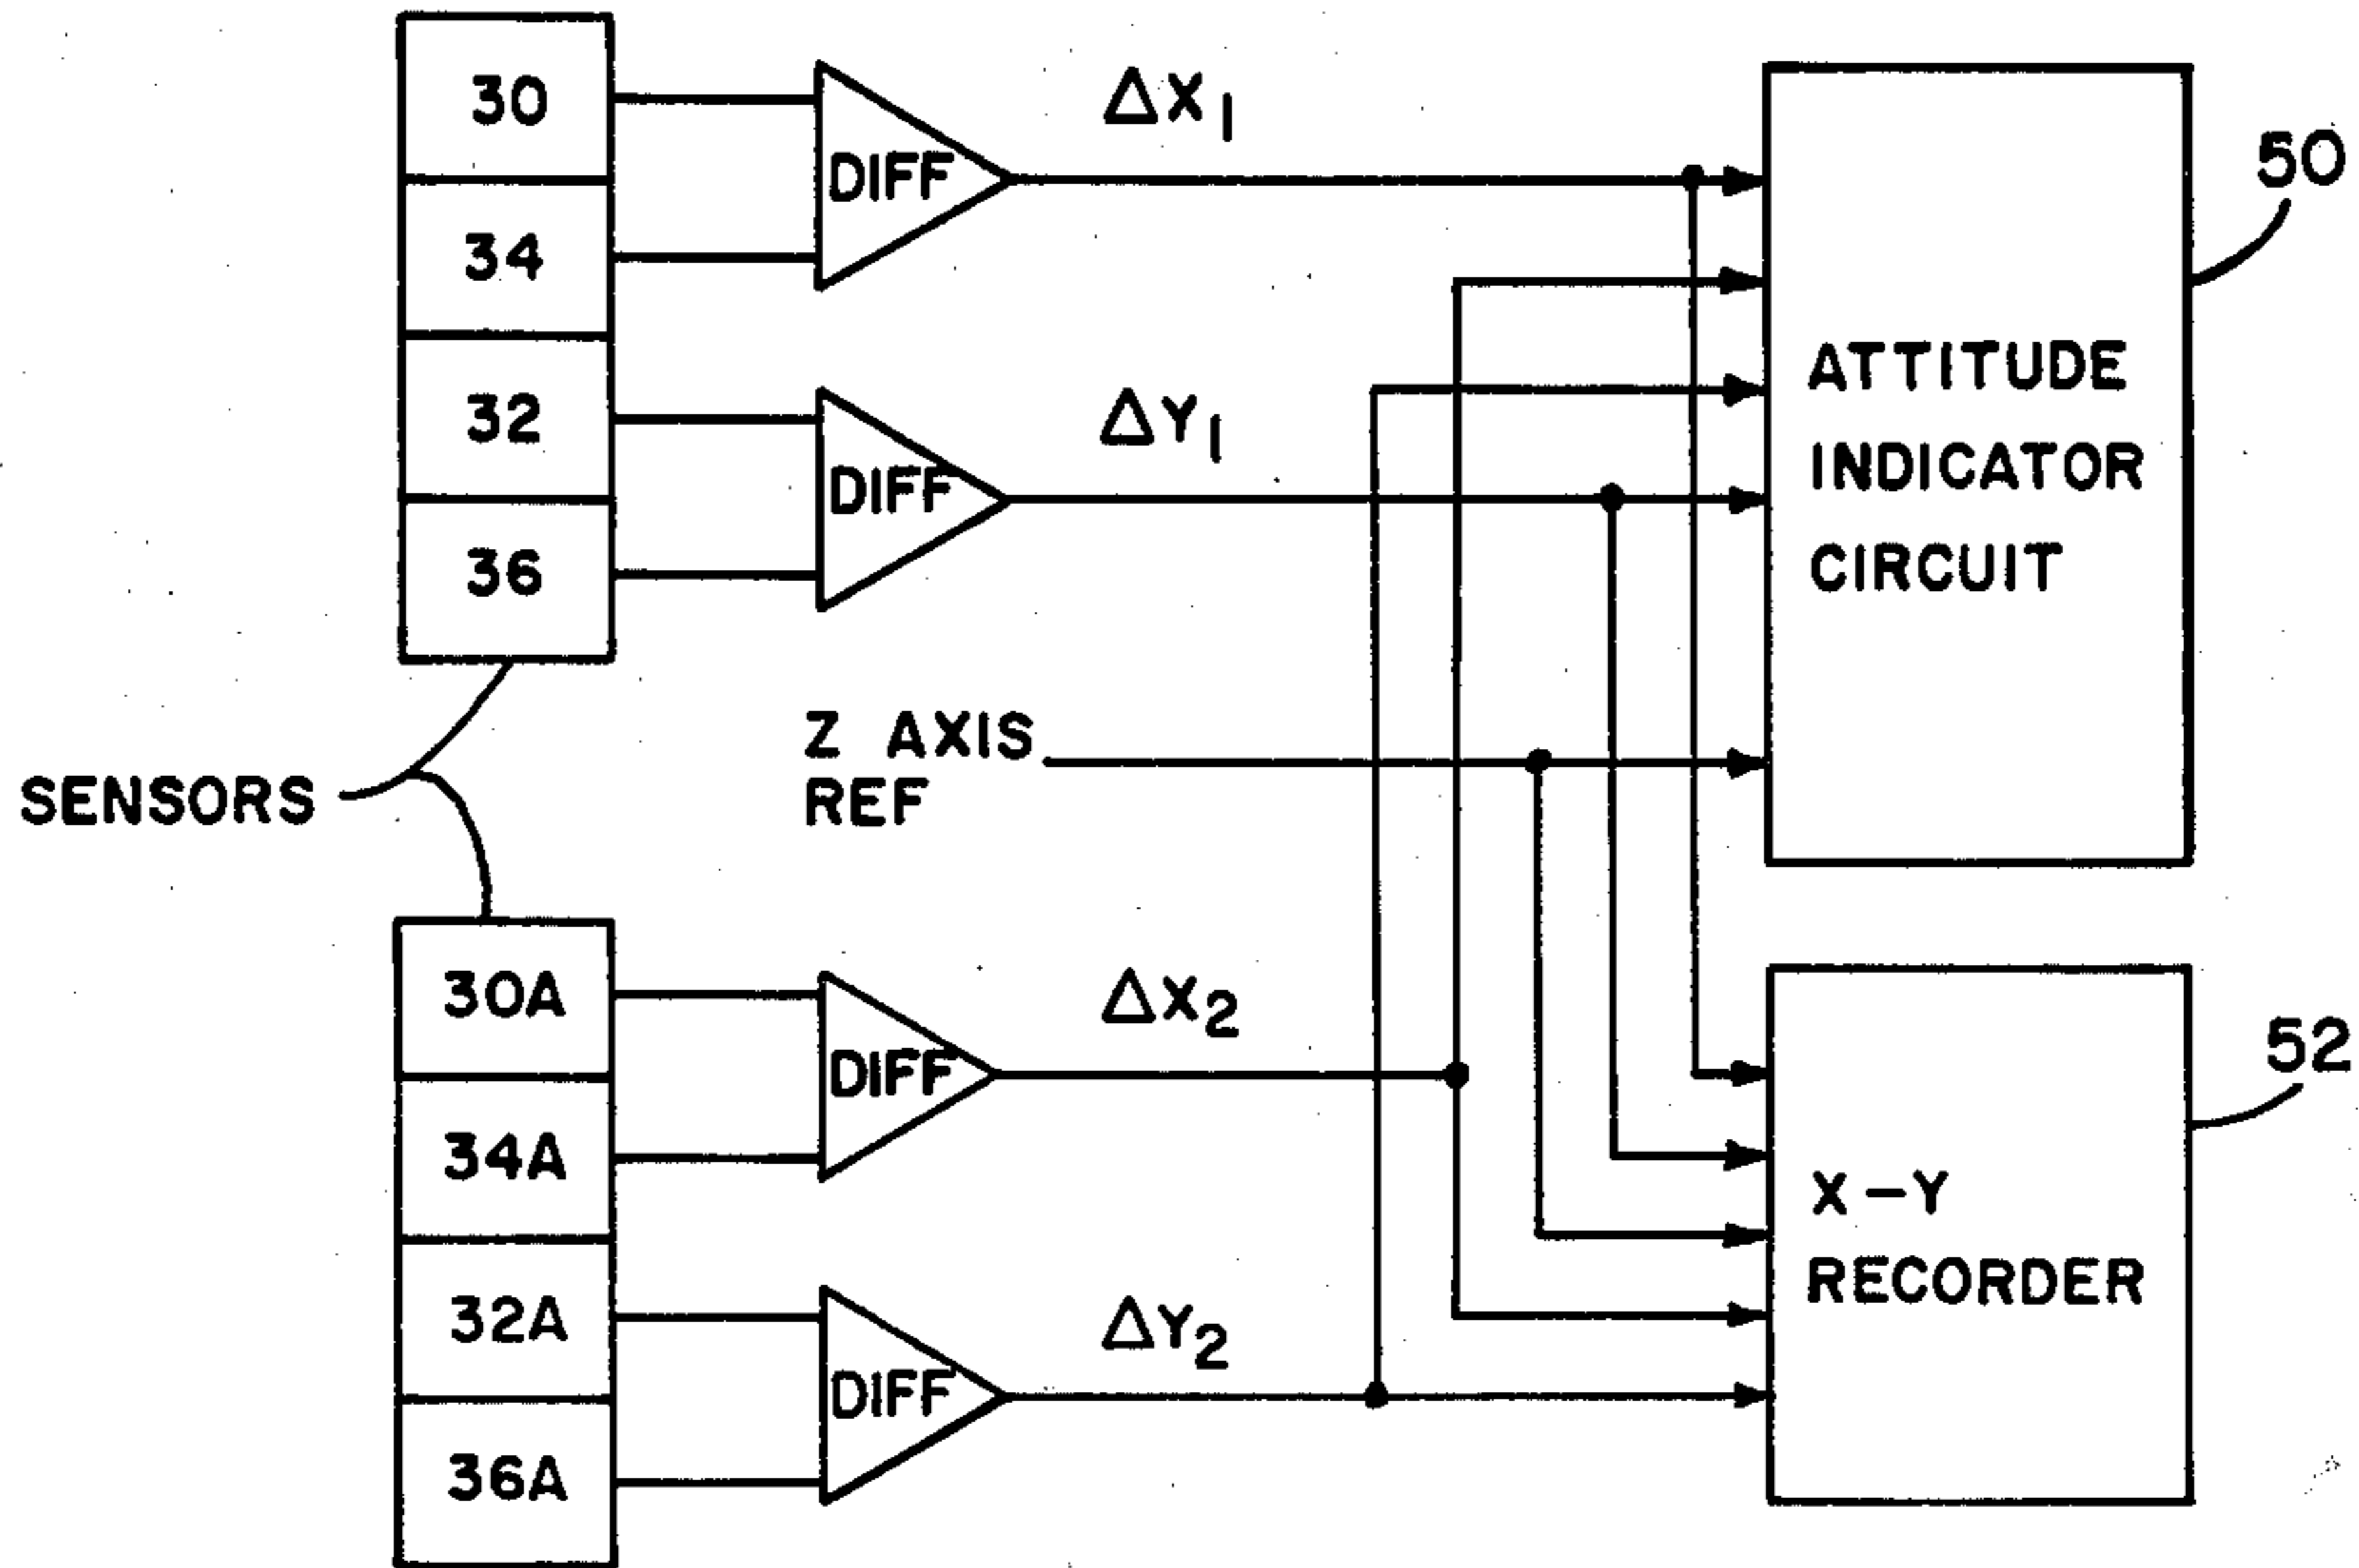 30
34
32
36
DIFF
ΔX1
DIFF
ΔY1
50
ATTITUDE
INDICATOR
CIRCUIT
SENSORS
Z AXIS
REF
30A
34A
32A
36A
DIFF
ΔX2
DIFF
ΔY2
52
X-Y
RECORDER